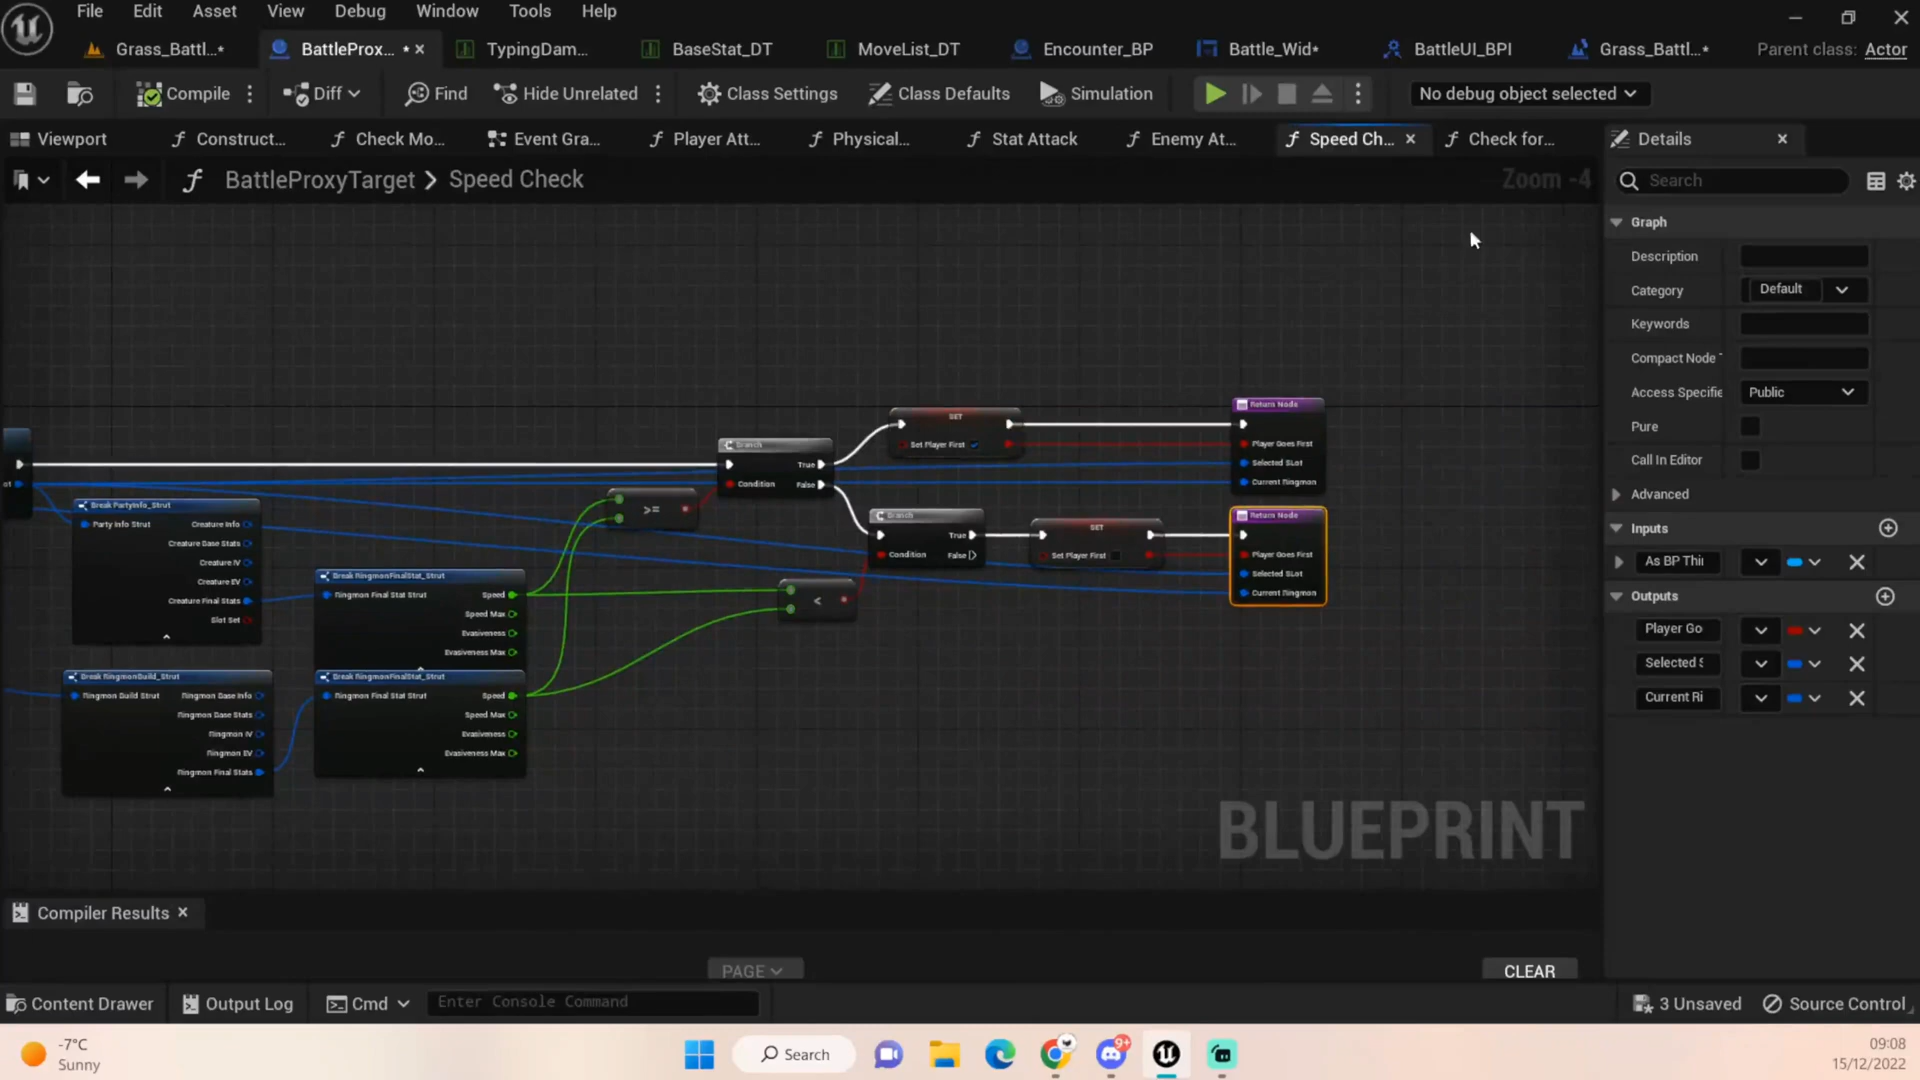 File Edit Asset View Debug Window Tools Help
Grass_Battl...* BattleProx... * TypingDam... BaseStat_DT MoveList_DT Encounter_BP Battle_Wid* BattleUI_BPI Grass_Battl...* Parent class: Actor
Compile Diff Find Hide Unrelated Class Settings Class Defaults Simulation No debug object selected
Viewport Construct... Check Mo... Event Gra... Player Att... Physical... Stat Attack Enemy At... Speed Ch... Check for... Details
BattleProxyTarget > Speed Check Zoom -4 Search
Graph
Description
Category Default
Keywords
Compact Node
Access Specifie Public
Pure
Call In Editor
Advanced
Inputs
As BP Thi
Outputs
Player Go
Selected
Current Ri
SET
Set Player First
Return Node
Player Goes First
Selected SLot
Current Ringmon
Branch
True
Condition False
>=
Branch
True
Condition False
SET
Set Player First
Return Node
Player Goes First
Selected SLot
Current Ringmon
<
Break PartyInfo_Strut
Party Info Strut Creature Info
Creature Base Stats
Creature IV
Creature EV
Creature Final Stats
Slot Set
Break RingmonFinalStat_Strut
Ringmon Final Stat Strut Speed
Speed Max
Evasiveness
Evasiveness Max
Break RingmonBuild_Strut
Ringmon Build Strut Ringmon Base Info
Ringmon Base Stats
Ringmon IV
Ringmon EV
Ringmon Final Stats
Break RingmonFinalStat_Strut
Ringmon Final Stat Strut Speed
Speed Max
Evasiveness
Evasiveness Max
BLUEPRINT
Compiler Results
PAGE CLEAR
Content Drawer Output Log Cmd Enter Console Command 3 Unsaved Source Control
-7°C
Sunny
Search
9+
09:08
15/12/2022